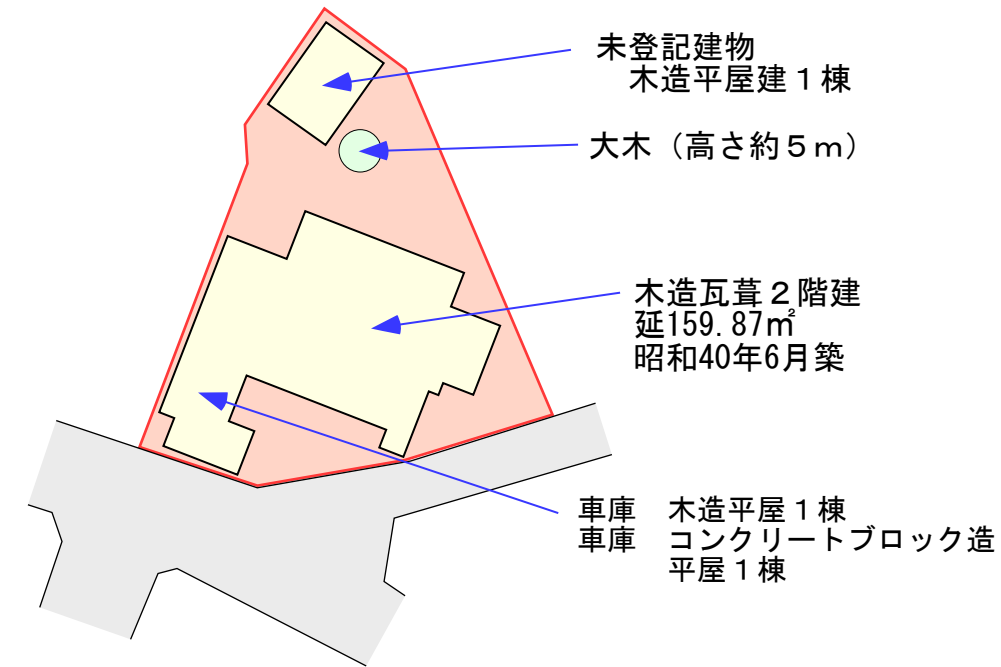 未登記建物
木造平屋建１棟
大木（高さ約５ｍ）
木造瓦葺２階建
延159.87㎡
昭和40年6月築
車庫　木造平屋１棟
車庫　コンクリートブロック造
平屋１棟